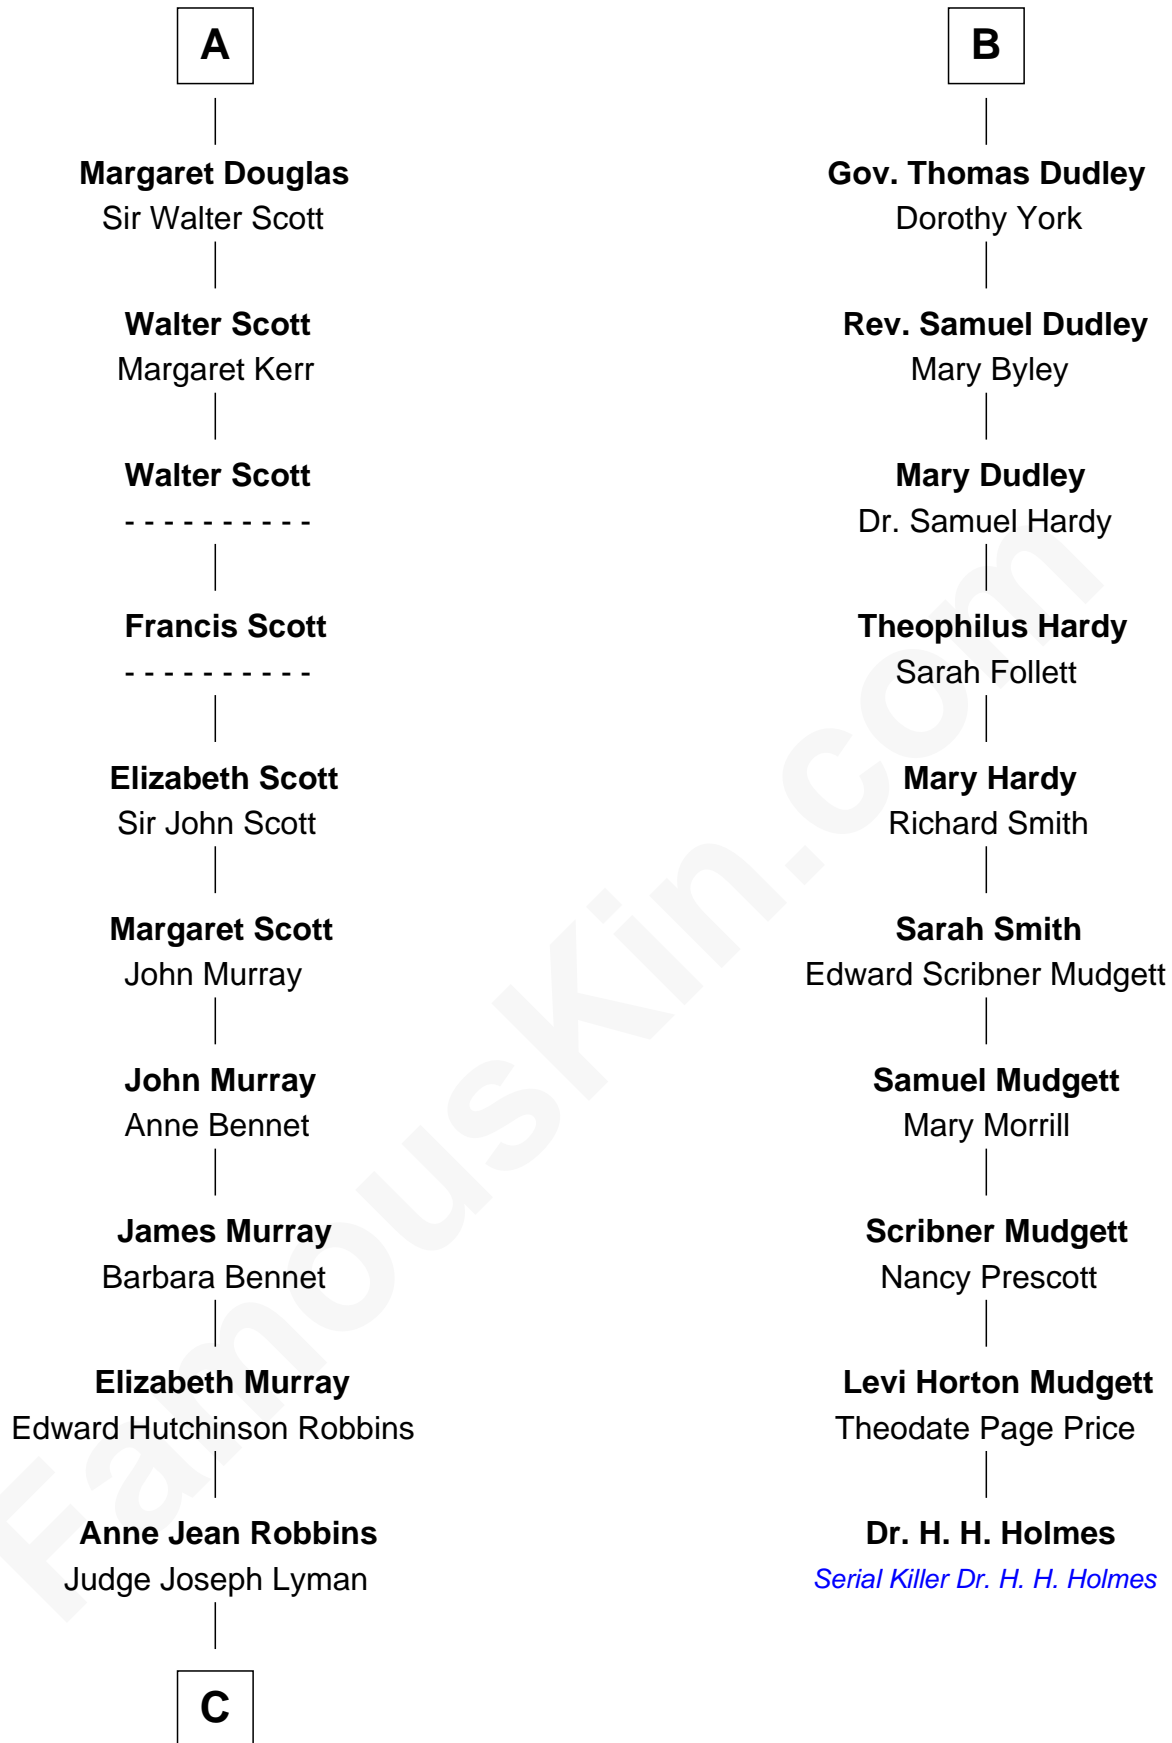 A
Margaret Douglas
Sir Walter Scott
Walter Scott
Margaret Kerr
Walter Scott
- - - - - - - - - -
Francis Scott
- - - - - - - - - -
Elizabeth Scott
Sir John Scott
Margaret Scott
John Murray
John Murray
Anne Bennet
James Murray
Barbara Bennet
Elizabeth Murray
Edward Hutchinson Robbins
Anne Jean Robbins
Judge Joseph Lyman
C
B
Gov. Thomas Dudley
Dorothy York
Rev. Samuel Dudley
Mary Byley
Mary Dudley
Dr. Samuel Hardy
Theophilus Hardy
Sarah Follett
Mary Hardy
Richard Smith
Sarah Smith
Edward Scribner Mudgett
Samuel Mudgett
Mary Morrill
Scribner Mudgett
Nancy Prescott
Levi Horton Mudgett
Theodate Page Price
Dr. H. H. Holmes
Serial Killer Dr. H. H. Holmes
FamousKin.com